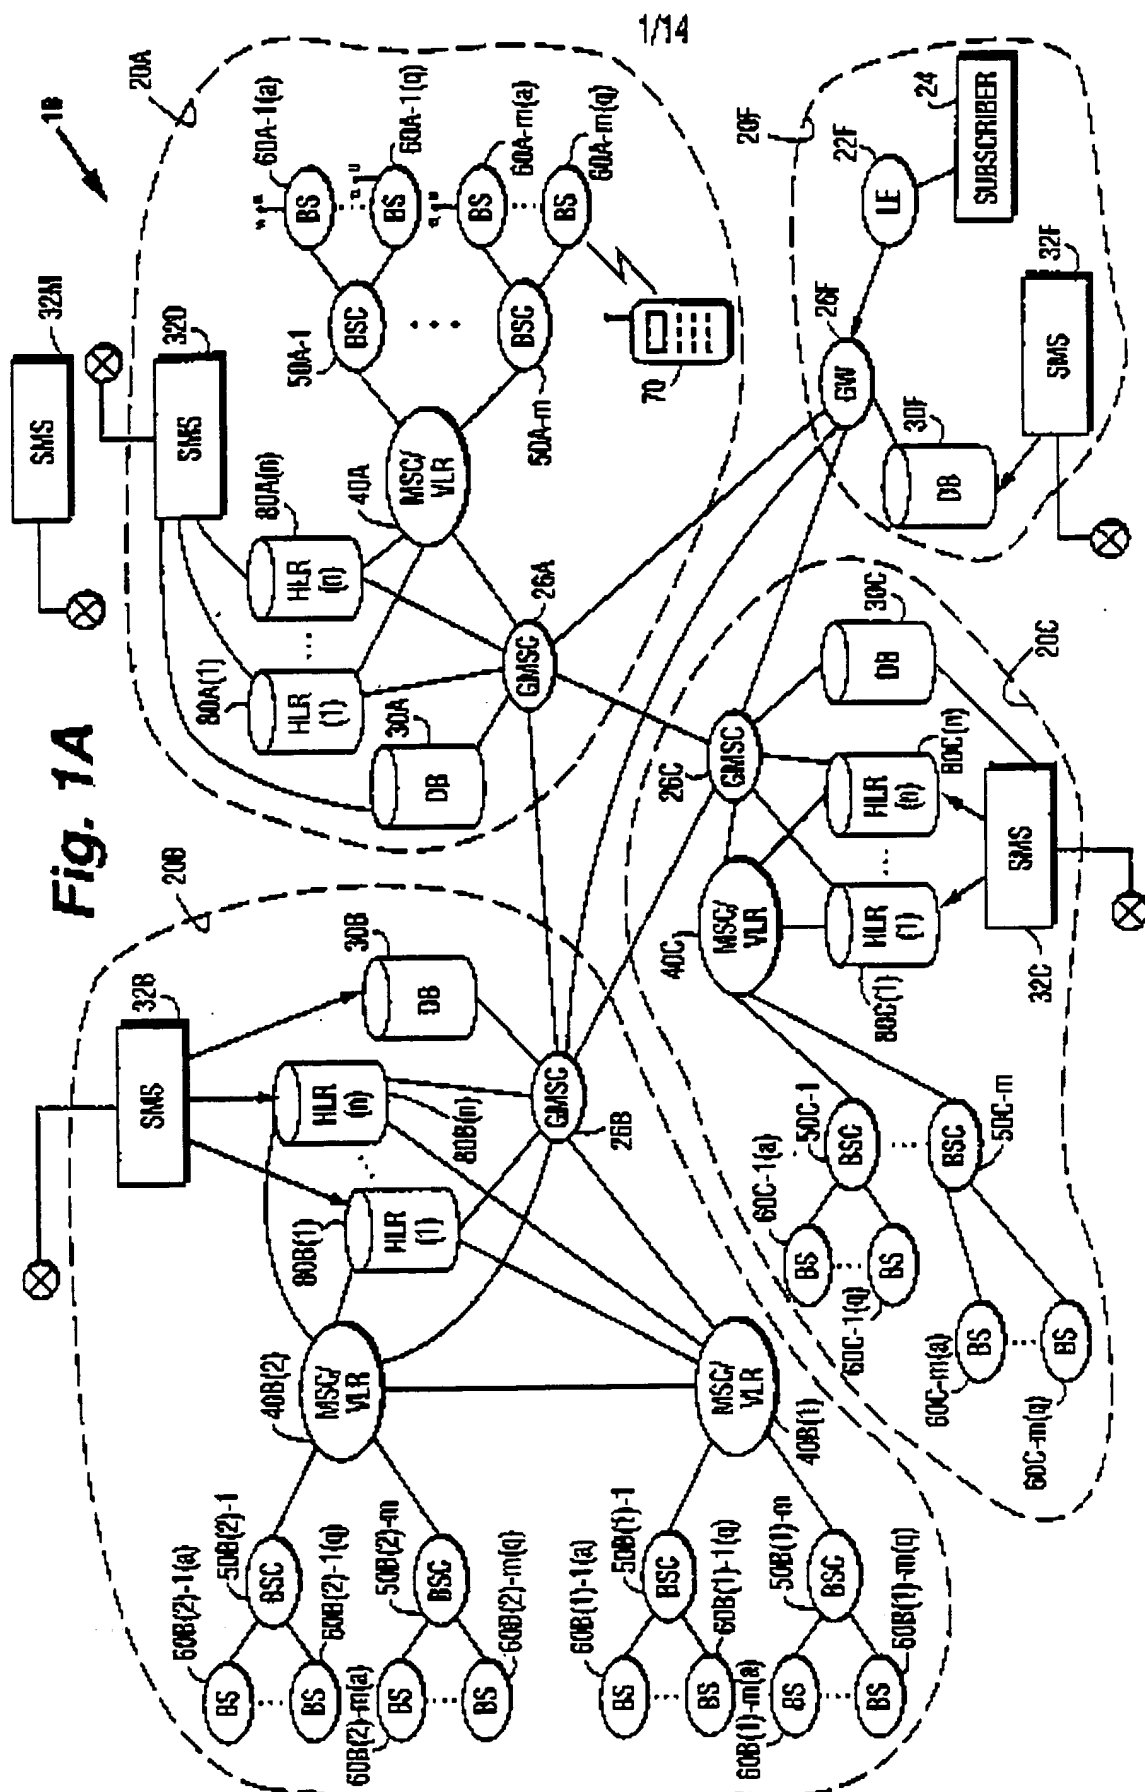 1/14
Fig. 1A
18
20A
32M
SMS
32D
SMS
60A-1(a)
BS
60A-1(q)
BS
60A-m(a)
BS
60A-m(q)
BS
50A-1
BSC
BSC
50A-m
70
40A
MSC/
VLR
80A(n)
HLR
(n)
80A(1)
HLR
(1)
30A
DB
26A
GMSC
20B
32B
SMS
30B
DB
HLR
(n)
80B(n)
80B(1)
HLR
(1)
GMSC
26B
40B(2)
MSC/
VLR
MSC/
VLR
40B(1)
60B(2)-1(a)
BS
50B(2)-1
BSC
60B(2)-1(q)
BS
50B(2)-m
BSC
60B(2)-m(a)
BS
60B(2)-m(q)
BS
60B(1)-1(a)
BS
50B(1)-1
BSC
60B(1)-1(q)
BS
50B(1)-m
BSC
60B(1)-m(a)
BS
60B(1)-m(q)
BS
20F
24
SUBSCRIBER
22F
LE
26F
GW
30F
DB
32F
SMS
20C
30C
DB
26C
GMSC
80C(n)
HLR
(n)
40C
MSC/
VLR
HLR
(1)
80C(1)
SMS
32C
60C-1(a)
BS
50C-1
BSC
60C-1(q)
BS
50C-m
BSC
60C-m(a)
BS
60C-m(q)
BS